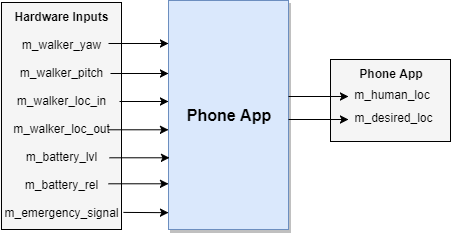 Hardware Inputs
m_walker_yaw
m_walker_pitch
m_walker_loc_in
m_walker_loc_out
m_battery_lvl
m_battery_rel
m_emergency_signal
Phone App
Phone App
m_human_loc
m_desired_loc